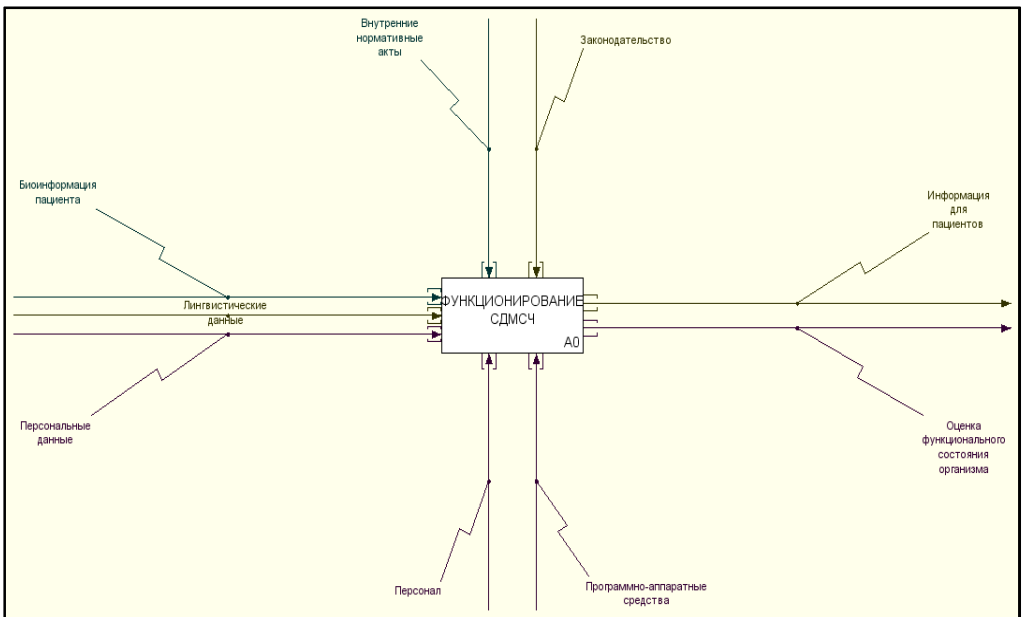 Внутренние
нормативные
акты
Законодательство
Биоинформация
пациента
Информация
для
пациентов
Лингвистические
данные
ФУНКЦИОНИРОВАНИЕ
СДМСЧ
A0
Персональные
данные
Оценка
функционального
состояния
организма
Персонал
Программно-аппаратные
средства